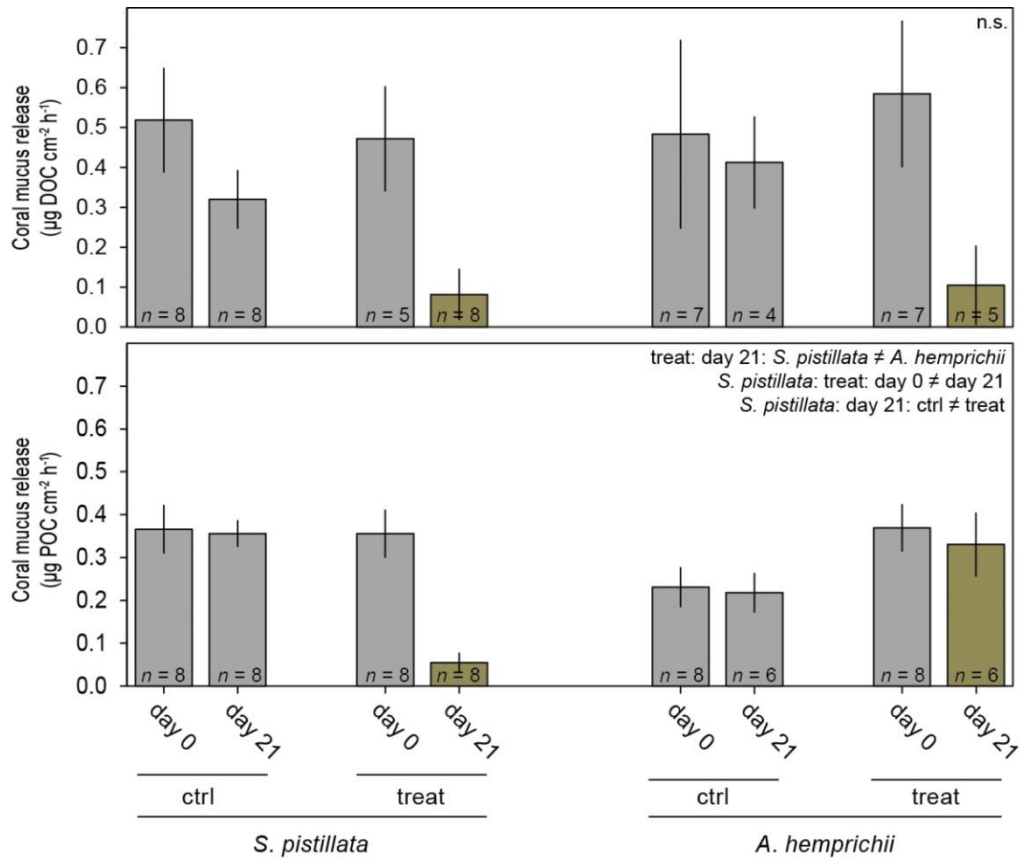 n.s.
Coral mucus release
(µg DOC cm⁻² h⁻¹)
0.7
0.6
0.5
0.4
0.3
0.2
0.1
0.0
n = 8
n = 8
n = 5
n = 8
n = 7
n = 4
n = 7
n = 5
treat: day 21: S. pistillata ≠ A. hemprichii
S. pistillata: treat: day 0 ≠ day 21
S. pistillata: day 21: ctrl ≠ treat
Coral mucus release
(µg POC cm⁻² h⁻¹)
0.7
0.6
0.5
0.4
0.3
0.2
0.1
0.0
n = 8
n = 8
n = 8
n = 8
n = 8
n = 6
n = 8
n = 6
day 0
day 21
day 0
day 21
day 0
day 21
day 0
day 21
ctrl
treat
ctrl
treat
S. pistillata
A. hemprichii